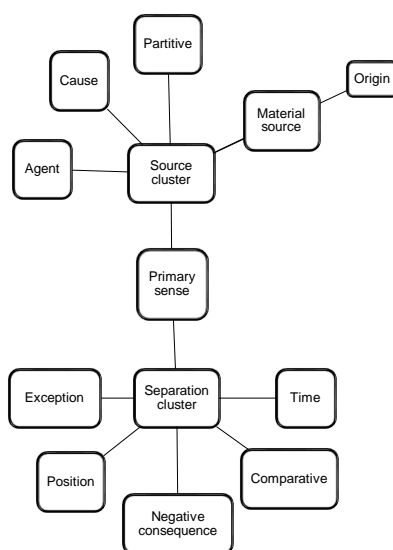 Partitive
Cause
Origin
Material
source
Agent
Source
cluster
Primary
sense
Exception
Separation
cluster
Time
Position
Comparative
Negative
consequence